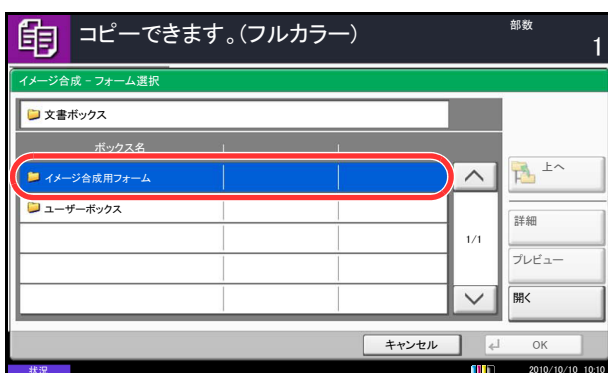 コピーできます。(フルカラー)
部数
1
イメージ合成 - フォーム選択
文書ボックス
ボックス名
イメージ合成用フォーム
ユーザーボックス
上へ
詳細
1/1
プレビュー
開く
キャンセル
OK
状況
2010/10/10 10:10